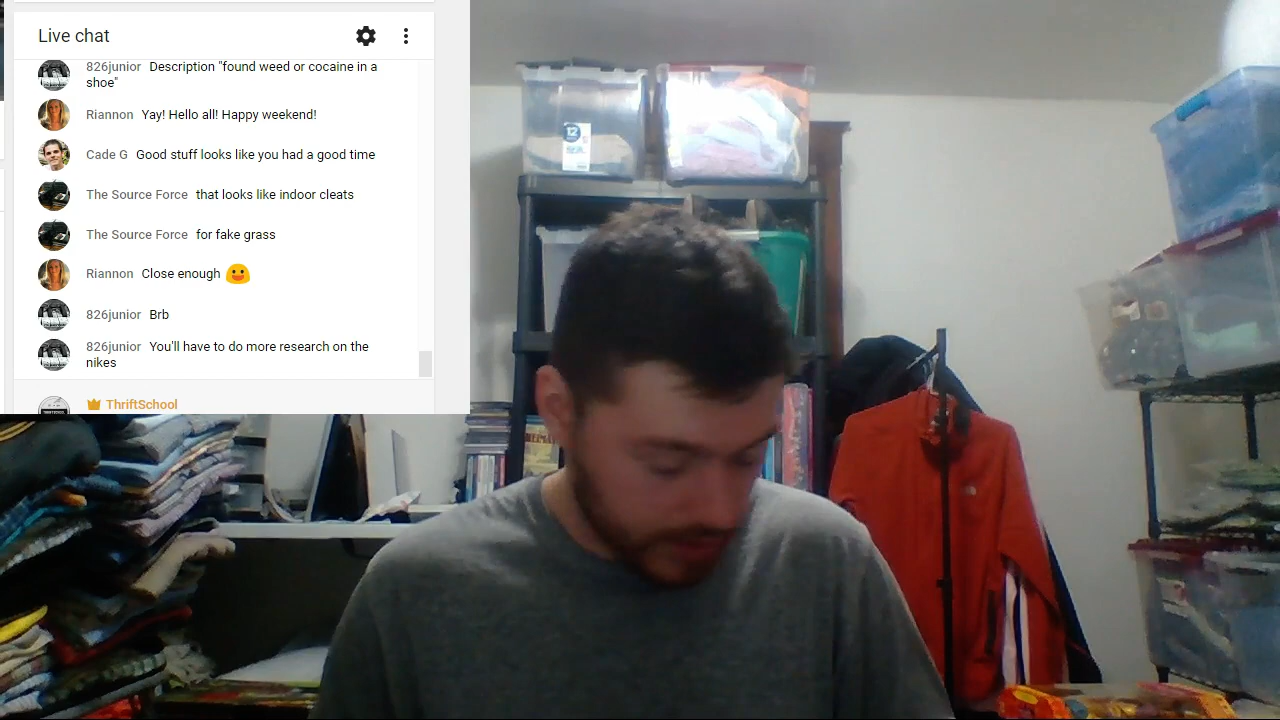 Live chat
826junior Description "found weed or cocaine in a
shoe"
Riannon Yay! Hello all! Happy weekend!
Cade G Good stuff looks like you had a good time
The Source Force that looks like indoor cleats
The Source Force for fake grass
Riannon Close enough
826junior Brb
826junior You'll have to do more research on the
nikes
ThriftSchool
12